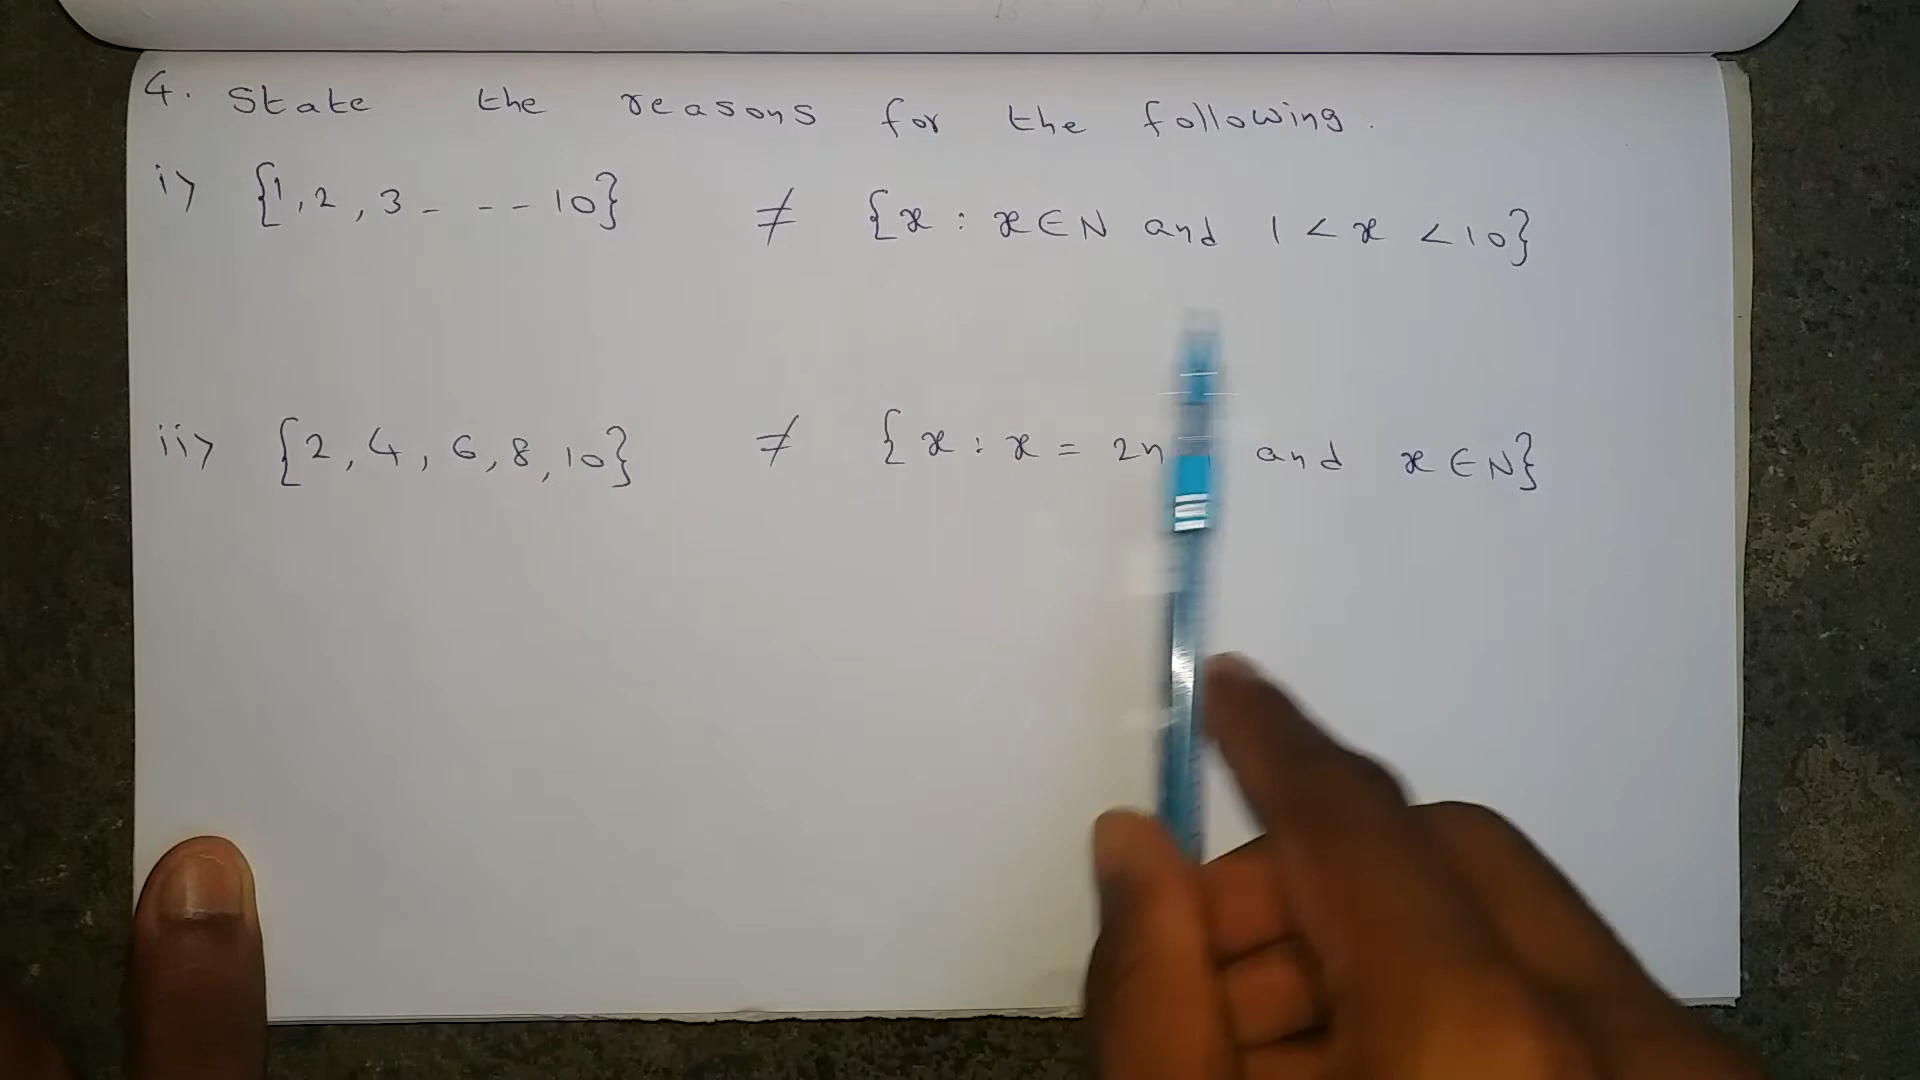 4. State the reasons for the following.
i> {1, 2, 3 - - - 10} ≠ {x : x ∈ N and 1 < x < 10}
ii> {2, 4, 6, 8, 10} ≠ {x : x = 2n and x ∈ N}